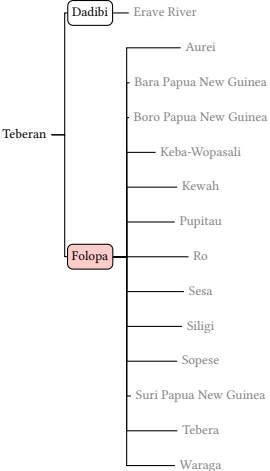 Dadibi
Erave River
Aurei
Bara Papua New Guinea
Boro Papua New Guinea
Teberan
Keba-Wopasali
Kewah
Pupitau
Folopa
Ro
Sesa
Siligi
Sopese
Suri Papua New Guinea
Tebera
Waraga